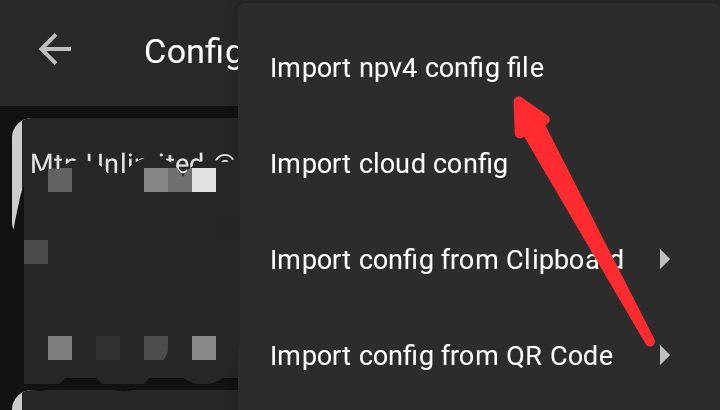 Config
Import npv4 config file
Mtn Unlimited @
Import cloud config
Import config from Clipboard
Import config from QR Code